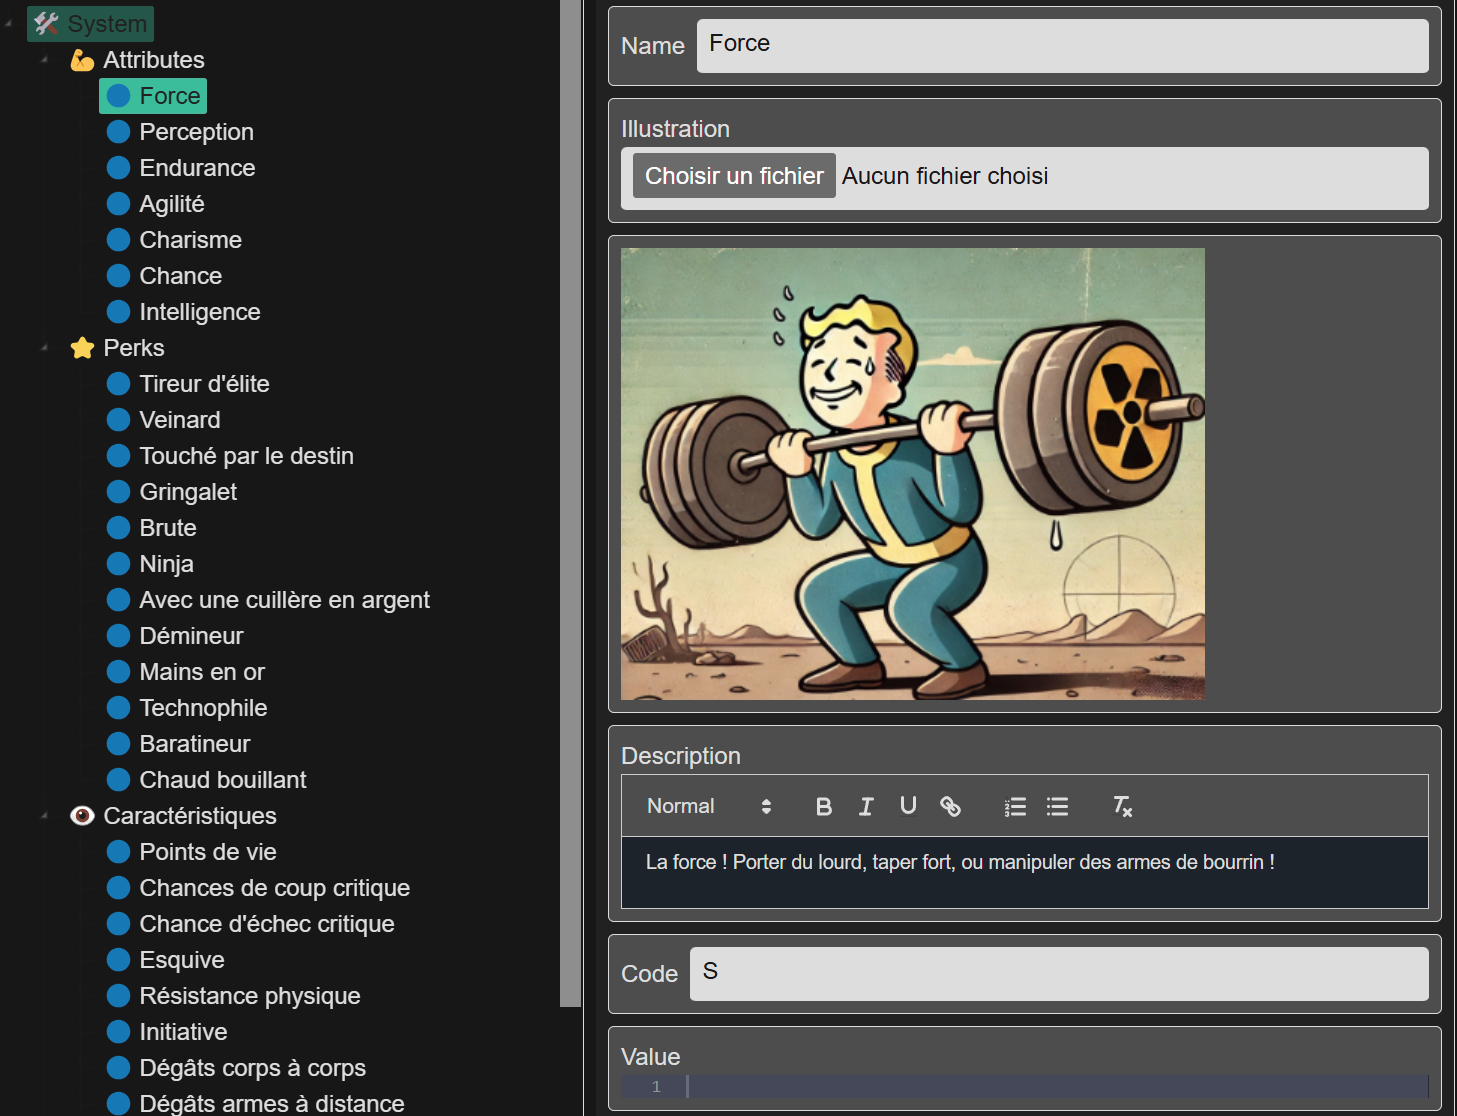 System
Attributes
Force
Perception
Endurance
Agilité
Charisme
Chance
Intelligence
Perks
Tireur d'élite
Veinard
Touché par le destin
Gringalet
Brute
Ninja
Avec une cuillère en argent
Démineur
Mains en or
Technophile
Baratineur
Chaud bouillant
Caractéristiques
Points de vie
Chances de coup critique
Chance d'échec critique
Esquive
Résistance physique
Initiative
Dégâts corps à corps
Dégâts armes à distance
Name Force
Illustration
Choisir un fichier Aucun fichier choisi
Description
Normal B I U
La force ! Porter du lourd, taper fort, ou manipuler des armes de bourrin !
Code S
Value
1